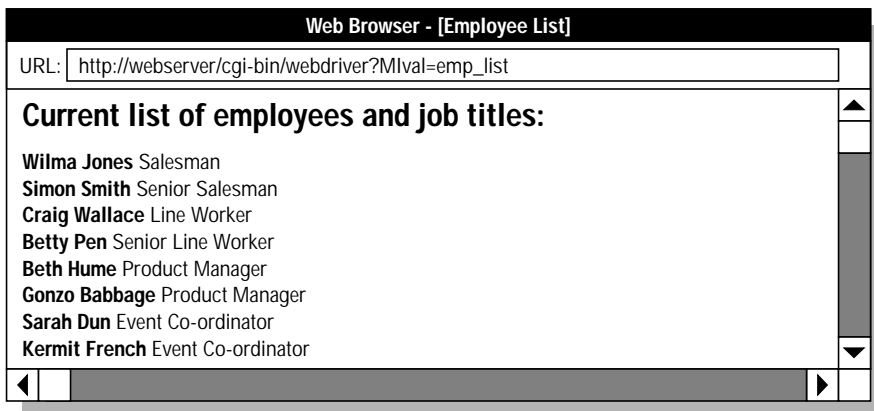 Web Browser - [Employee List]
URL: http://webserver/cgi-bin/webdriver?MIval=emp_list
Current list of employees and job titles:
Wilma Jones Salesman
Simon Smith Senior Salesman
Craig Wallace Line Worker
Betty Pen Senior Line Worker
Beth Hume Product Manager
Gonzo Babbage Product Manager
Sarah Dun Event Co-ordinator
Kermit French Event Co-ordinator